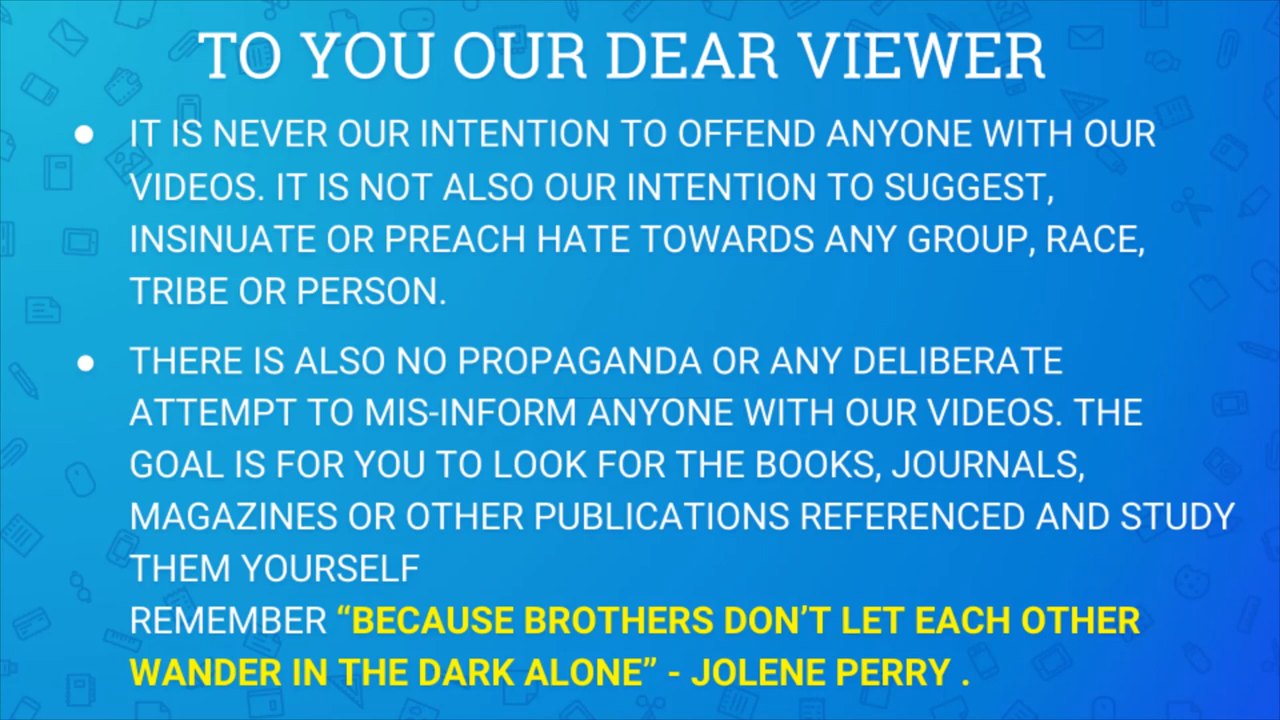 TO YOU OUR DEAR VIEWER
● IT IS NEVER OUR INTENTION TO OFFEND ANYONE WITH OUR
VIDEOS. IT IS NOT ALSO OUR INTENTION TO SUGGEST,
INSINUATE OR PREACH HATE TOWARDS ANY GROUP, RACE,
TRIBE OR PERSON.
● THERE IS ALSO NO PROPAGANDA OR ANY DELIBERATE
ATTEMPT TO MIS-INFORM ANYONE WITH OUR VIDEOS. THE
GOAL IS FOR YOU TO LOOK FOR THE BOOKS, JOURNALS,
MAGAZINES OR OTHER PUBLICATIONS REFERENCED AND STUDY
THEM YOURSELF
REMEMBER “BECAUSE BROTHERS DON’T LET EACH OTHER
WANDER IN THE DARK ALONE” - JOLENE PERRY .